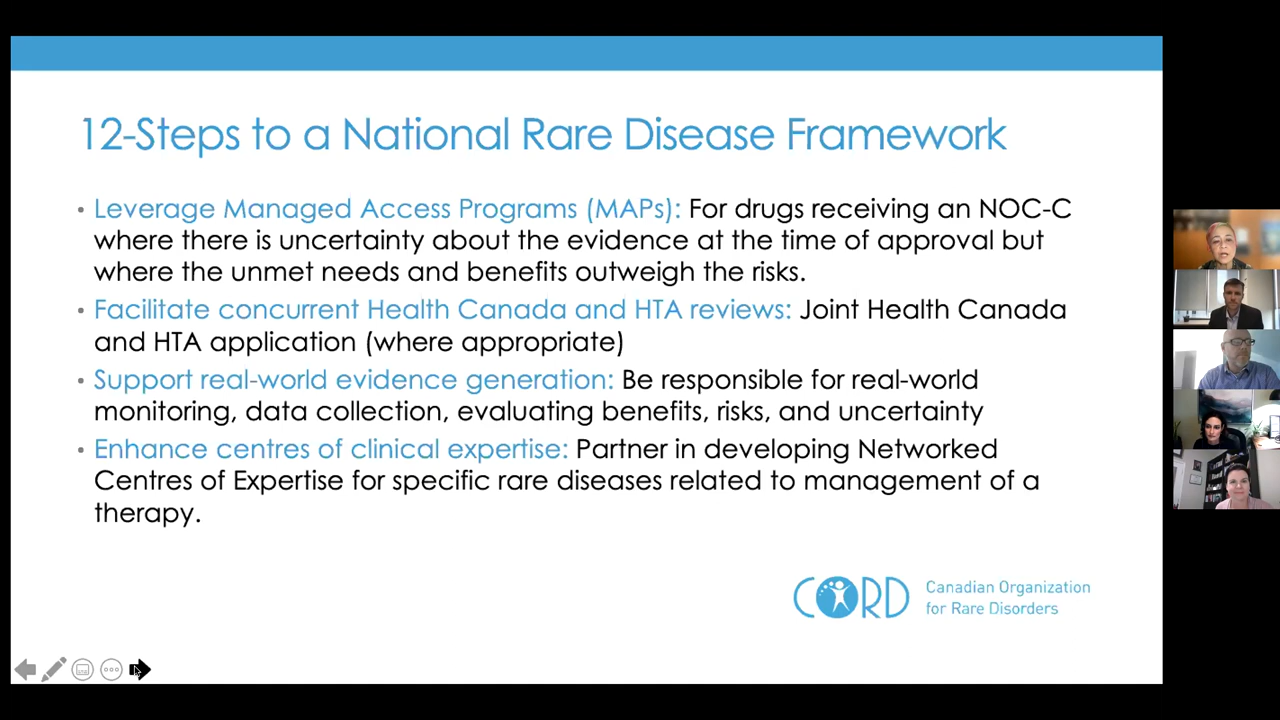 12-Steps to a National Rare Disease Framework
• Leverage Managed Access Programs (MAPs): For drugs receiving an NOC-C
where there is uncertainty about the evidence at the time of approval but
where the unmet needs and benefits outweigh the risks.
• Facilitate concurrent Health Canada and HTA reviews: Joint Health Canada
and HTA application (where appropriate)
• Support real-world evidence generation: Be responsible for real-world
monitoring, data collection, evaluating benefits, risks, and uncertainty
• Enhance centres of clinical expertise: Partner in developing Networked
Centres of Expertise for specific rare diseases related to management of a
therapy.
CORD
Canadian Organization
for Rare Disorders